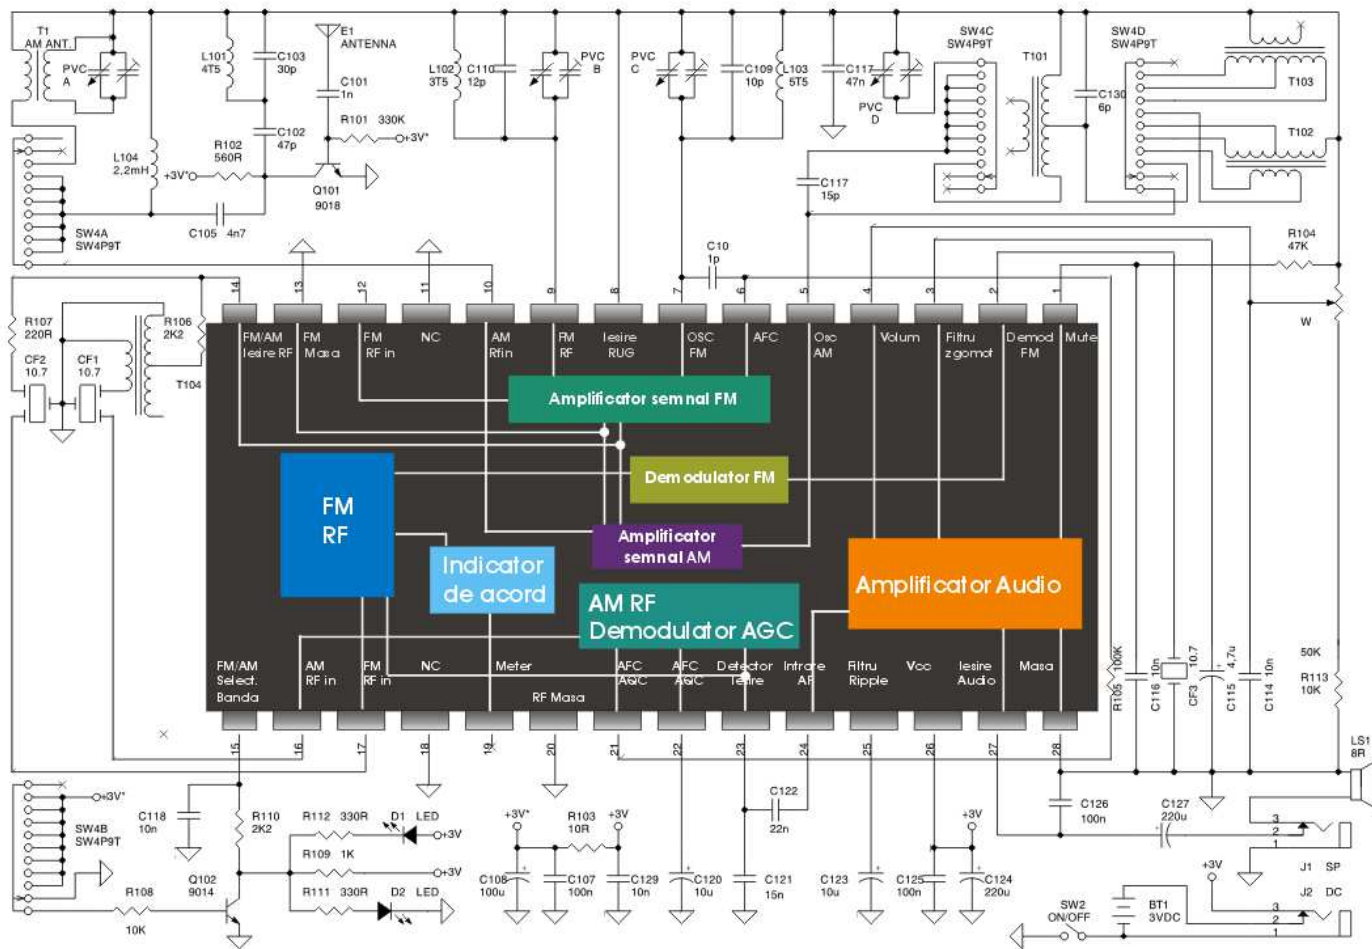 T1
AM ANT.
PVC
A
L101
4T5
C103
30p
E1
ANTENNA
C101
1n
R101 330K
+3V*
C102
47p
R102
560R
+3V*
L104
2,2mH
Q101
9018
C105 4n7
SW4A
SW4P9T
L102
3T5
C110
12p
PVC
B
PVC
C
C109
10p
L103
5T5
C117
47n
PVC
D
SW4C
SW4P9T
T101
SW4D
SW4P9T
C130
6p
T103
T102
C117
15p
C10
1p
R104
47K
W
R107
220R
CF2
10.7
CF1
10.7
R106
2K2
T104
14
13
12
11
10
9
8
7
6
5
4
3
2
1
FM/AM
Iesire RF
FM
Masa
FM
RF in
NC
AM
Rfin
FM
RF
Iesire
RUG
OSC
FM
AFC
Osc
AM
Volum
Filtru
zgomot
Demod
FM
Mute
Amplificator semnal FM
Demodulator FM
FM
RF
Amplificator
semnal AM
Indicator
de acord
Amplificator Audio
AM RF
Demodulator AGC
FM/AM
Select.
Banda
AM
RF in
FM
RF in
NC
Meter
RF Masa
AFC
AQC
AFC
AQC
Detector
Iesire
Intrare
AF
Filtru
Ripple
Vcc
Iesire
Audio
Masa
15
16
17
18
19
20
21
22
23
24
25
26
27
28
R105 100K
C116 10n
CF3 10.7
C115 4,7u
C114 10n
50K
R113
10K
LS1
8R
+3V*
SW4B
SW4P9T
C118
10n
R110
2K2
R112 330R
D1 LED
+3V
R109 1K
+3V
R111 330R
D2 LED
Q102
9014
R108
10K
+3V*
R103
10R
+3V
C108
100u
C107
100n
C129
10n
C120
10u
C122
22n
C121
15n
C123
10u
C125
100n
+3V
C124
220u
C126
100n
C127
220u
3
2
1
J1 SP
+3V
J2 DC
3
2
1
SW2
ON/OFF
BT1
3VDC